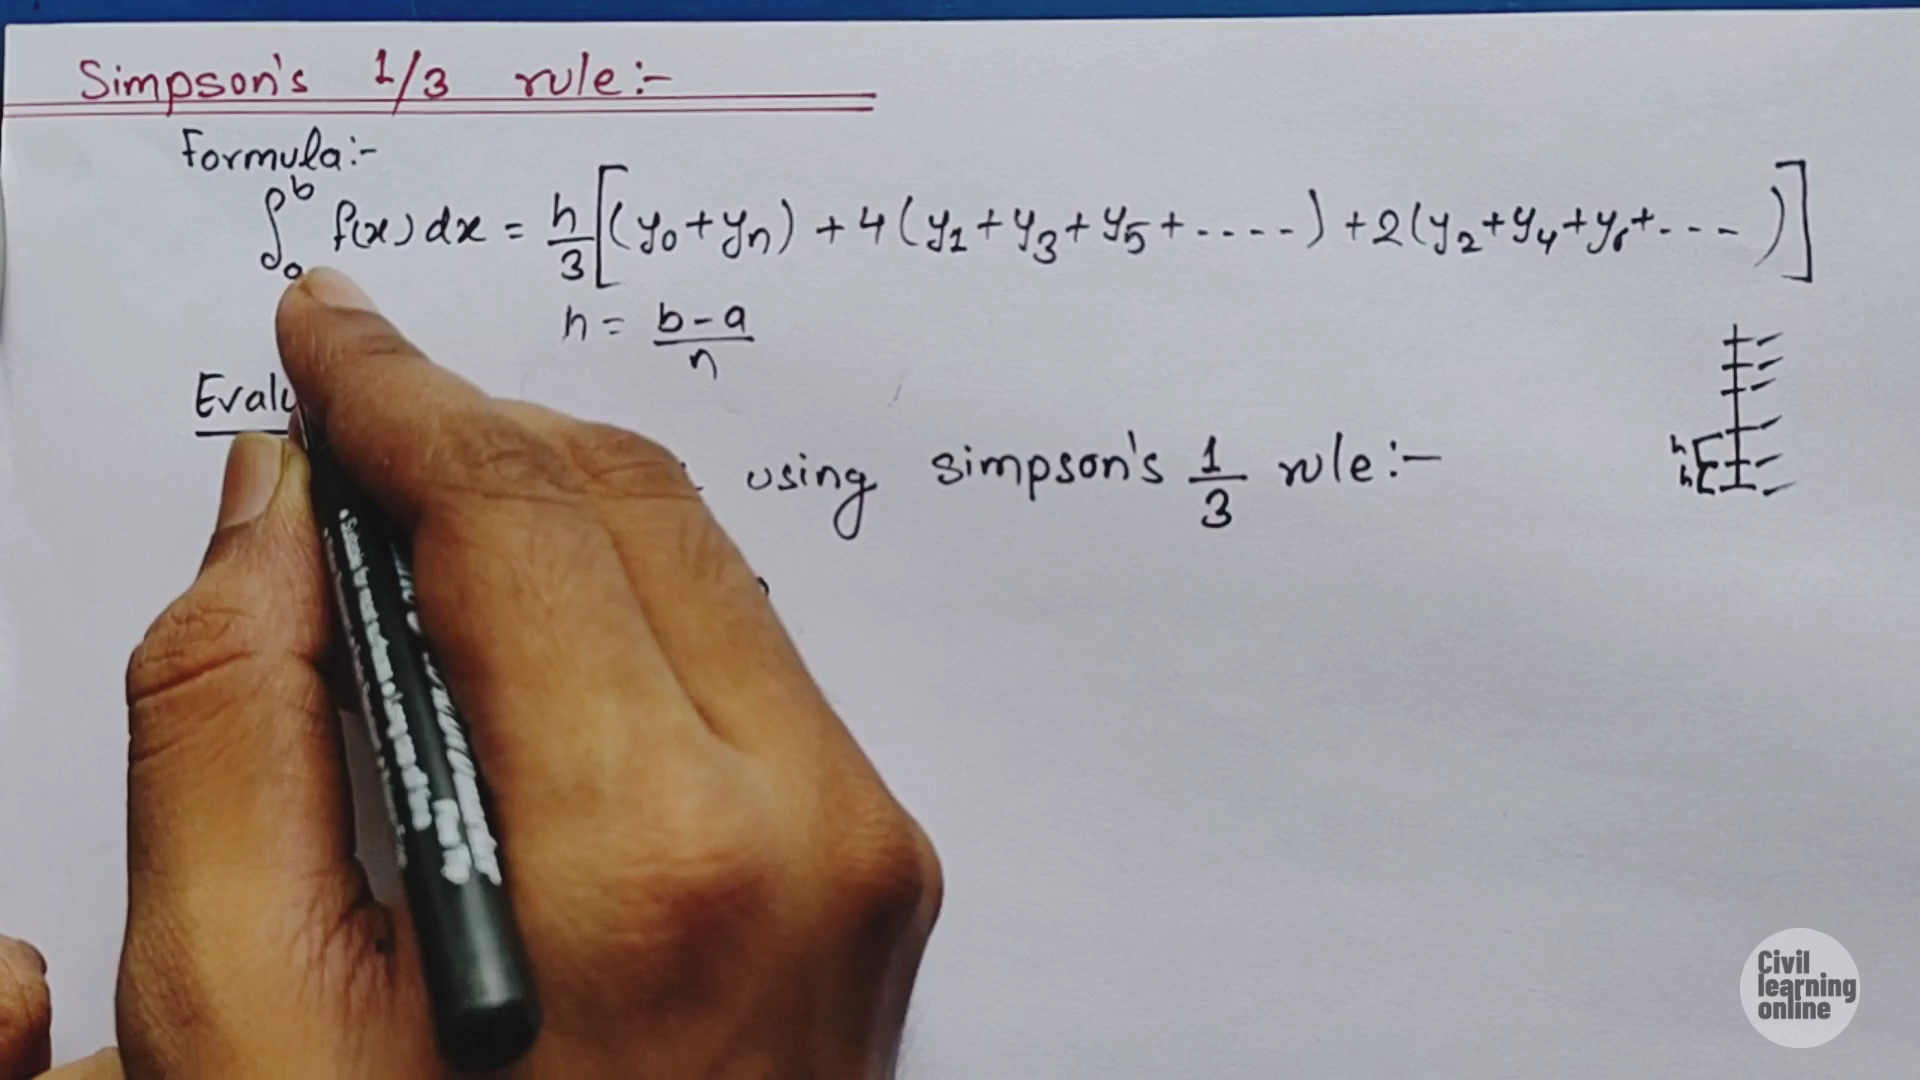 Simpson's 1/3 rule:-
Formula:-
∫ₐᵇ f(x) dx = h/3 [(y₀ + yₙ) + 4(y₁ + y₃ + y₅ + ....) + 2(y₂ + y₄ + y₆ + ....)]
h = b-a/n
using simpson's 1/3 rule:-
h
h
Civil
learning
online